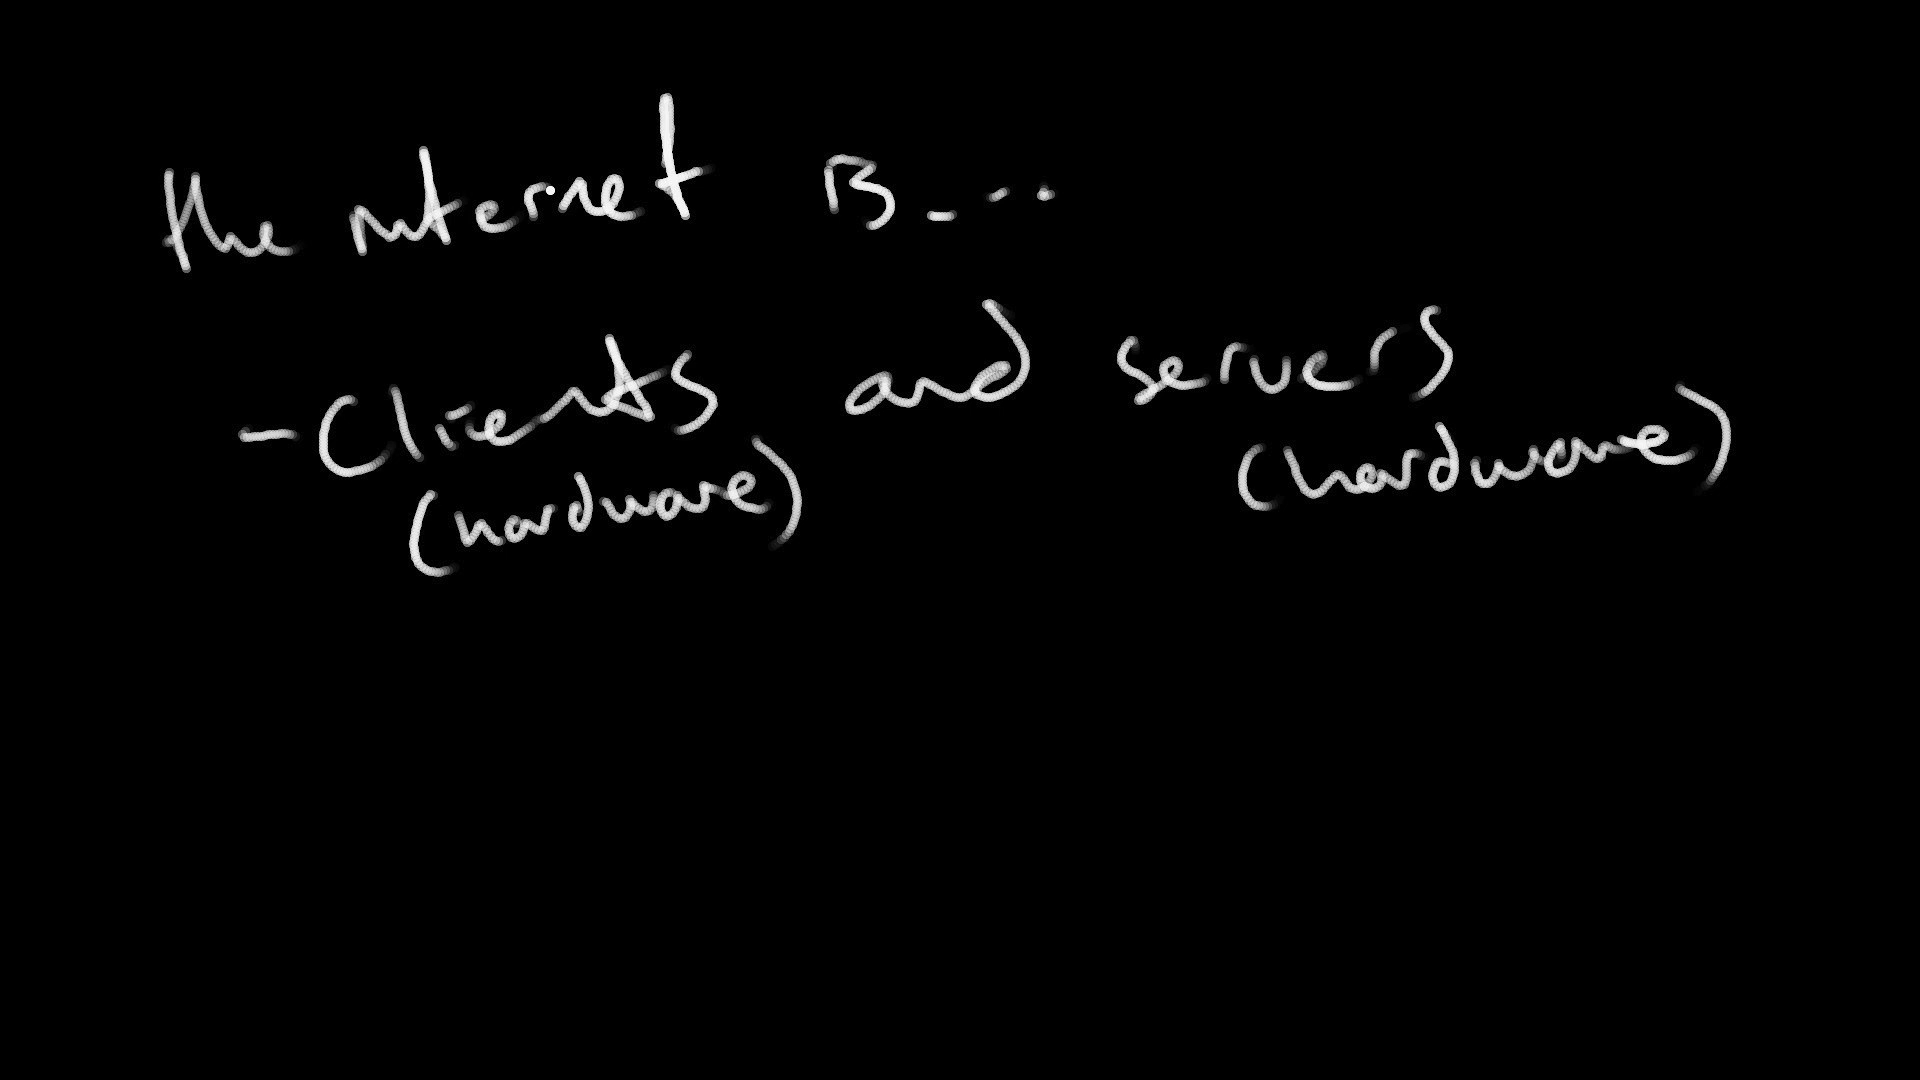 the internet is...
- Clients and servers
(hardware) (hardware)